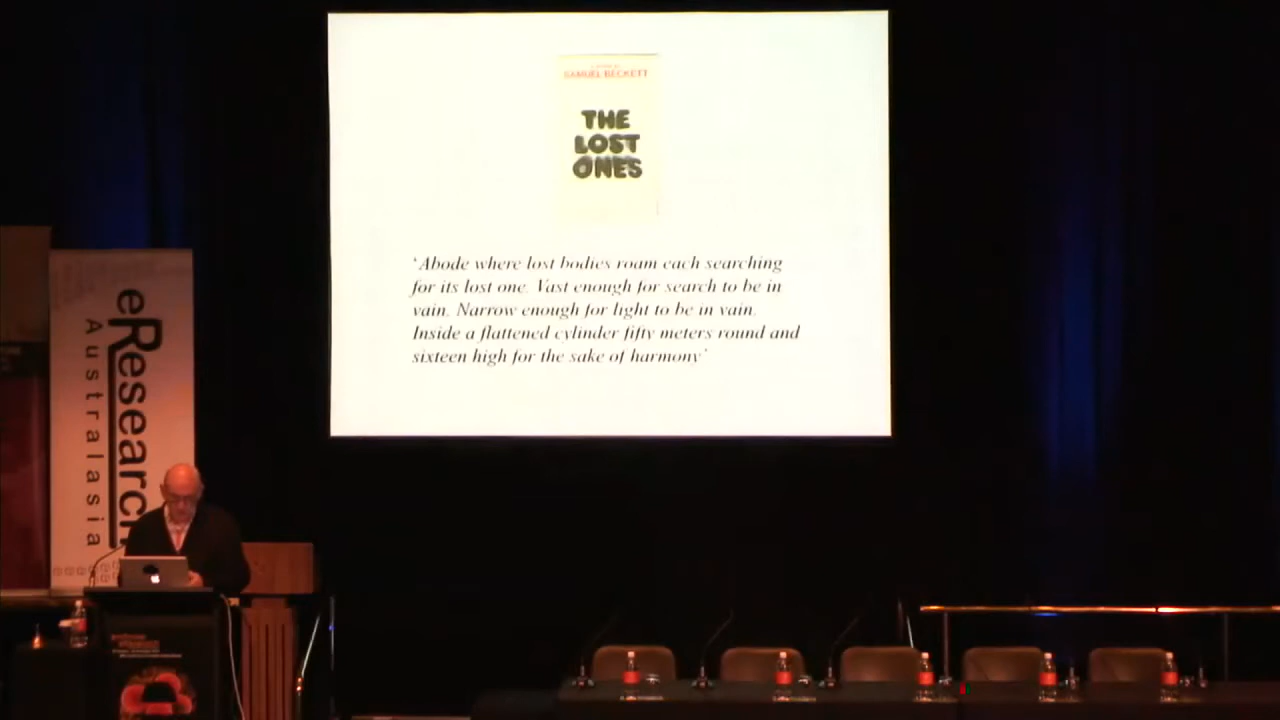 SAMUEL BECKETT
THE
LOST
ONES
‘Abode where lost bodies roam each searching
for its lost one. Vast enough for search to be in
vain. Narrow enough for light to be in vain.
Inside a flattened cylinder fifty meters round and
sixteen high for the sake of harmony’
eResearch
Australasia